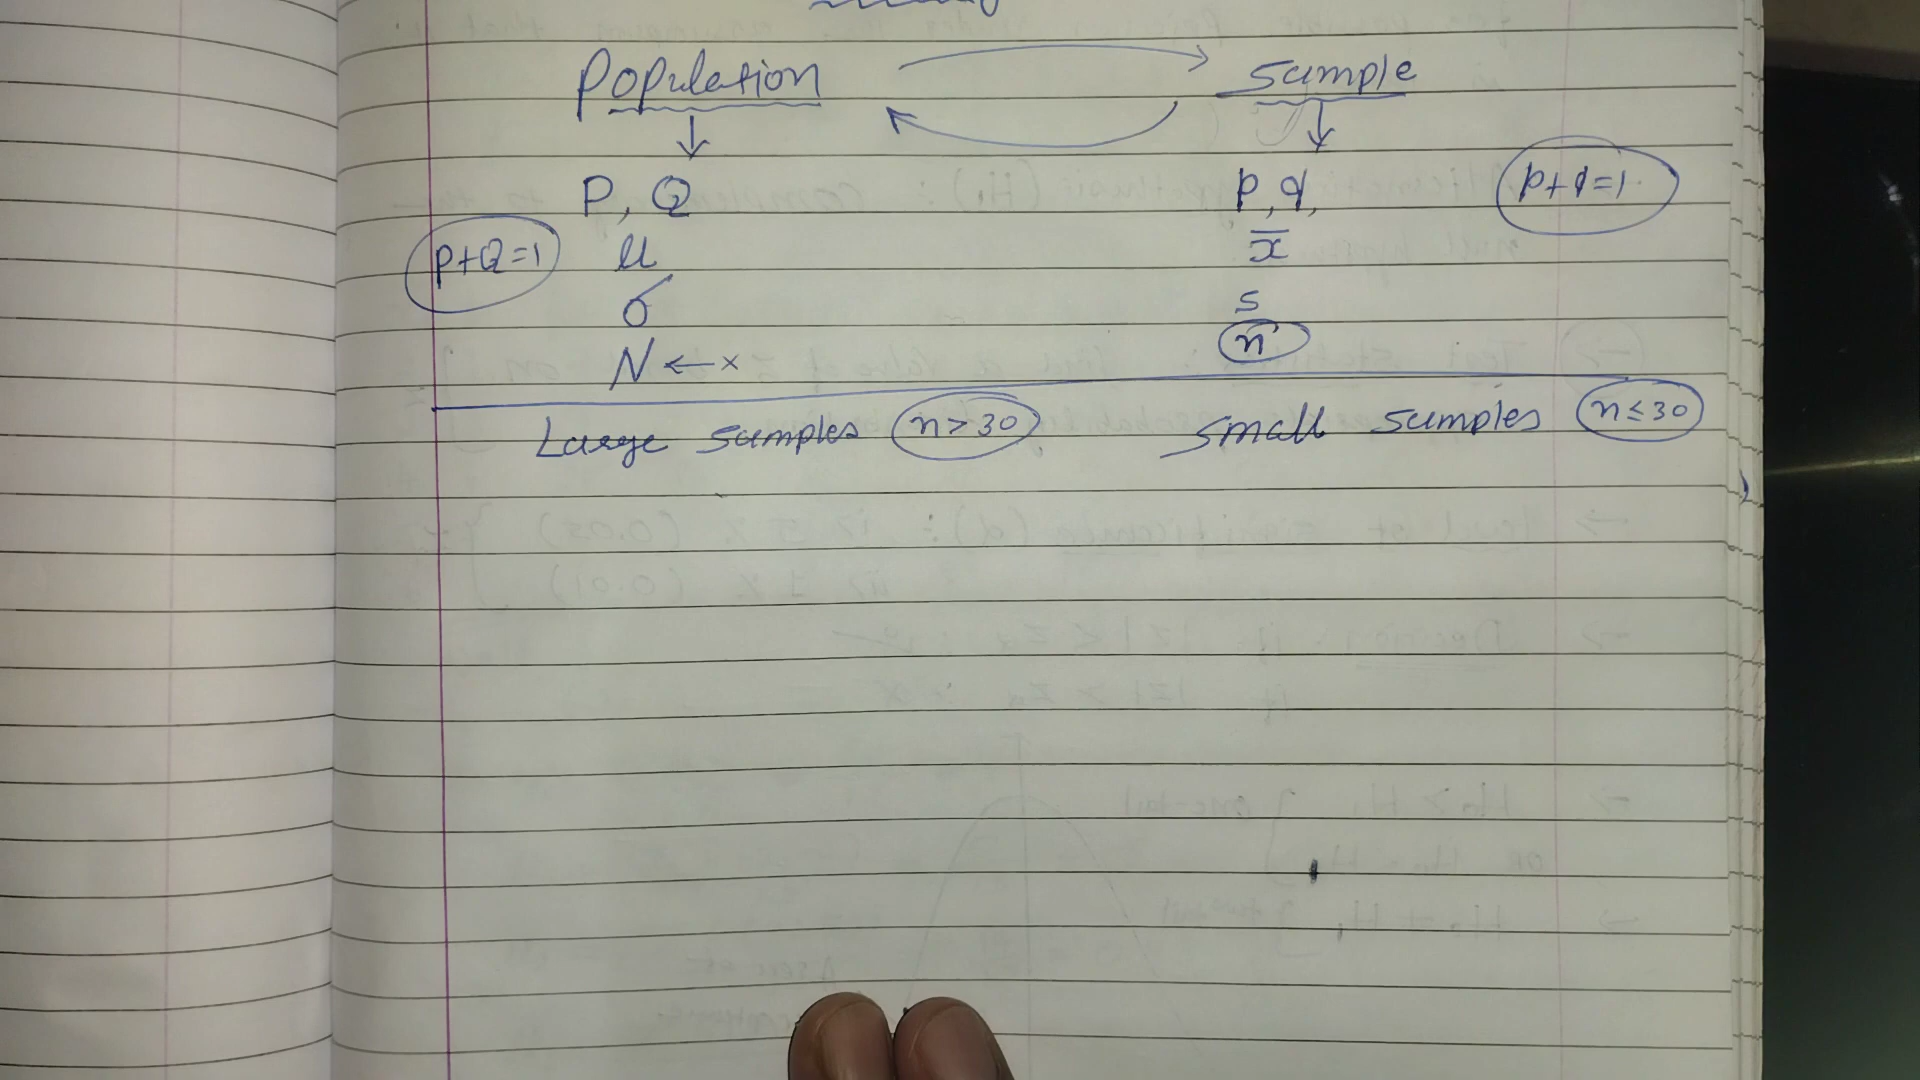 Population → Sample
←
↓ ↓
P, Q p, q, p+q=1
P+Q=1 μ x̄
σ s
N ← × n
Large samples n > 30 Small samples n ≤ 30